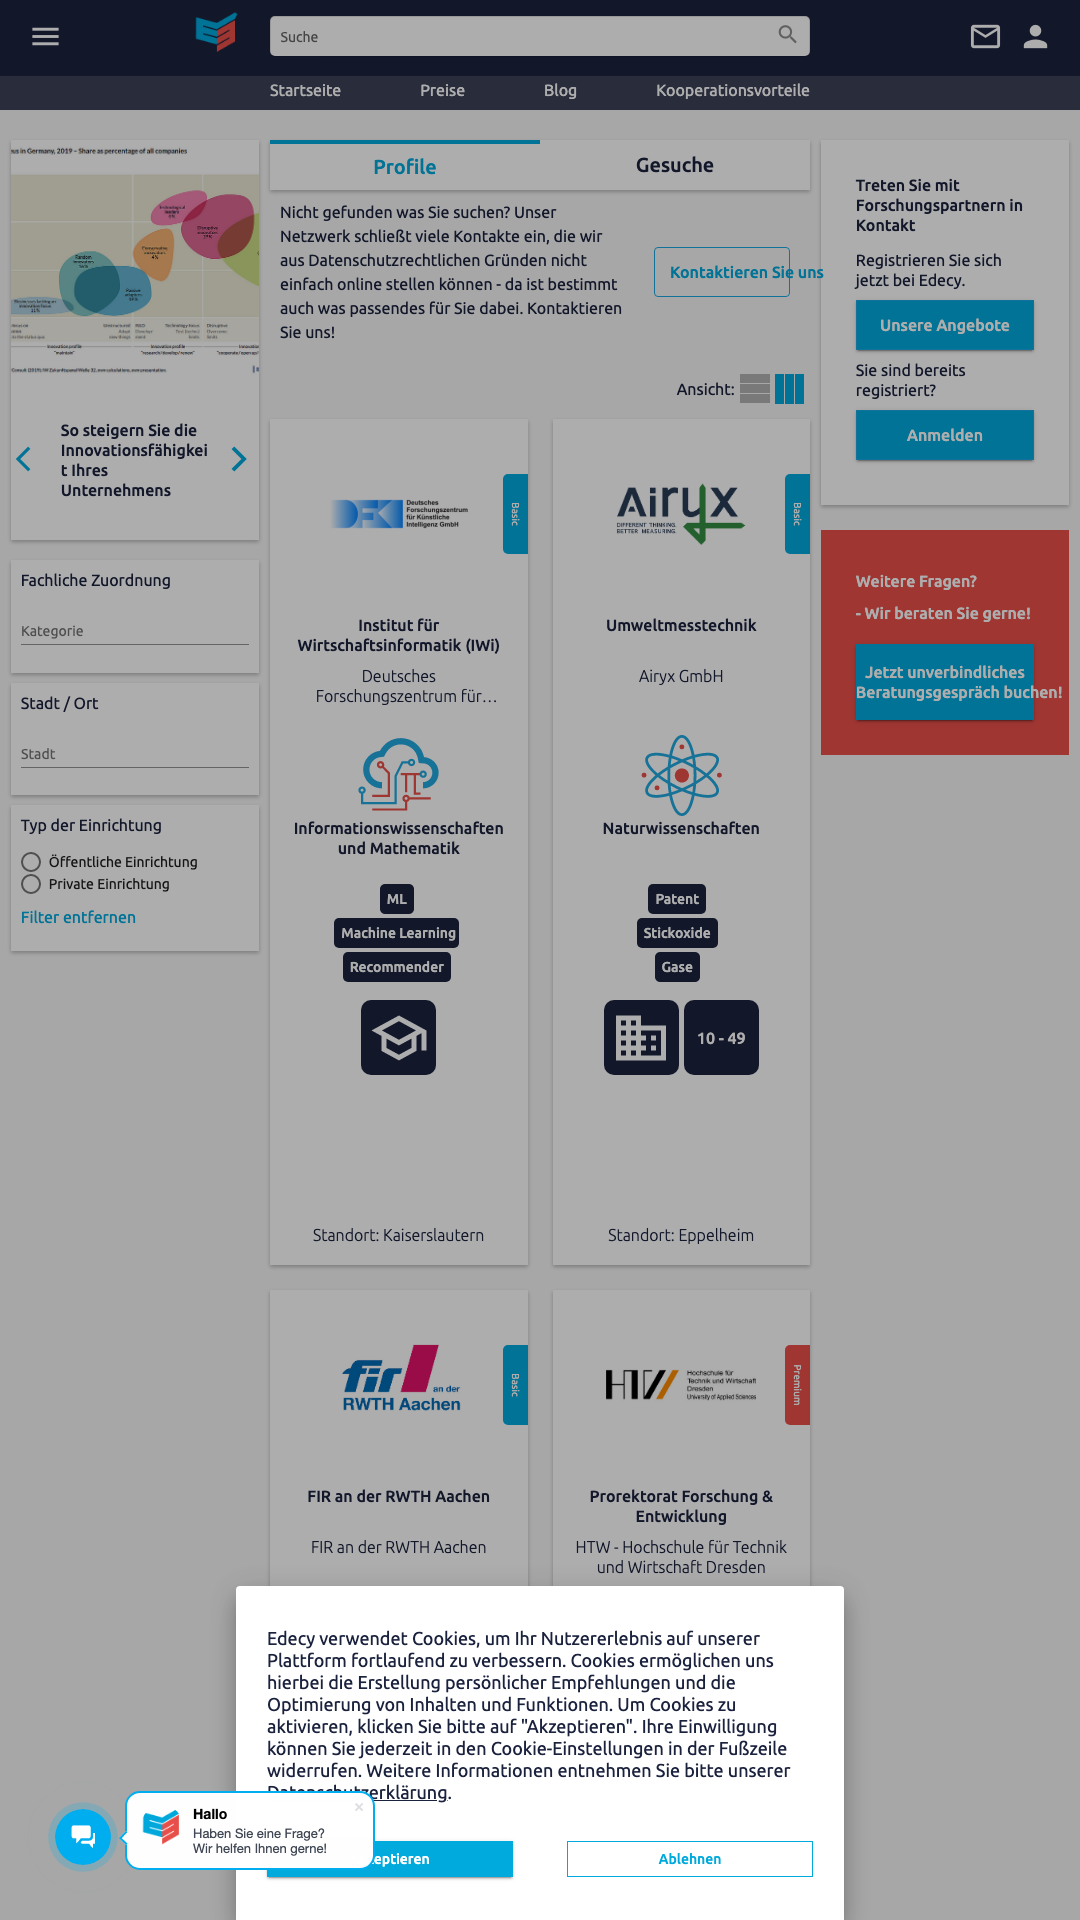 Suche
Startseite
Preise
Blog
Kooperationsvorteile
us in Germany, 2019 – Share as percentage of all companies
So steigern Sie die
Innovationsfähigkei
t Ihres
Unternehmens
Fachliche Zuordnung
Kategorie
Stadt / Ort
Stadt
Typ der Einrichtung
Öffentliche Einrichtung
Private Einrichtung
Filter entfernen
Profile
Gesuche
Nicht gefunden was Sie suchen? Unser
Netzwerk schließt viele Kontakte ein, die wir
aus Datenschutzrechtlichen Gründen nicht
einfach online stellen können - da ist bestimmt
auch was passendes für Sie dabei. Kontaktieren
Sie uns!
Kontaktieren Sie uns
Ansicht:
Deutsches
Forschungszentrum
für Künstliche
Intelligenz GmbH
Basic
Institut für
Wirtschaftsinformatik (IWi)
Deutsches
Forschungszentrum für…
Informationswissenschaften
und Mathematik
ML
Machine Learning
Recommender
Standort: Kaiserslautern
Airyx
DIFFERENT THINKING.
BETTER MEASURING.
Basic
Umweltmesstechnik
Airyx GmbH
Naturwissenschaften
Patent
Stickoxide
Gase
10 - 49
Standort: Eppelheim
fir
an der
RWTH Aachen
Basic
FIR an der RWTH Aachen
FIR an der RWTH Aachen
HTW
Hochschule für
Technik und Wirtschaft
Dresden
University of Applied Sciences
Premium
Prorektorat Forschung &
Entwicklung
HTW - Hochschule für Technik
und Wirtschaft Dresden
Treten Sie mit
Forschungspartnern in
Kontakt
Registrieren Sie sich
jetzt bei Edecy.
Unsere Angebote
Sie sind bereits
registriert?
Anmelden
Weitere Fragen?
- Wir beraten Sie gerne!
Jetzt unverbindliches
Beratungsgespräch buchen!
Edecy verwendet Cookies, um Ihr Nutzererlebnis auf unserer
Plattform fortlaufend zu verbessern. Cookies ermöglichen uns
hierbei die Erstellung persönlicher Empfehlungen und die
Optimierung von Inhalten und Funktionen. Um Cookies zu
aktivieren, klicken Sie bitte auf "Akzeptieren". Ihre Einwilligung
können Sie jederzeit in den Cookie-Einstellungen in der Fußzeile
widerrufen. Weitere Informationen entnehmen Sie bitte unserer
Datenschutzerklärung.
eptieren
Ablehnen
Hallo
Haben Sie eine Frage?
Wir helfen Ihnen gerne!